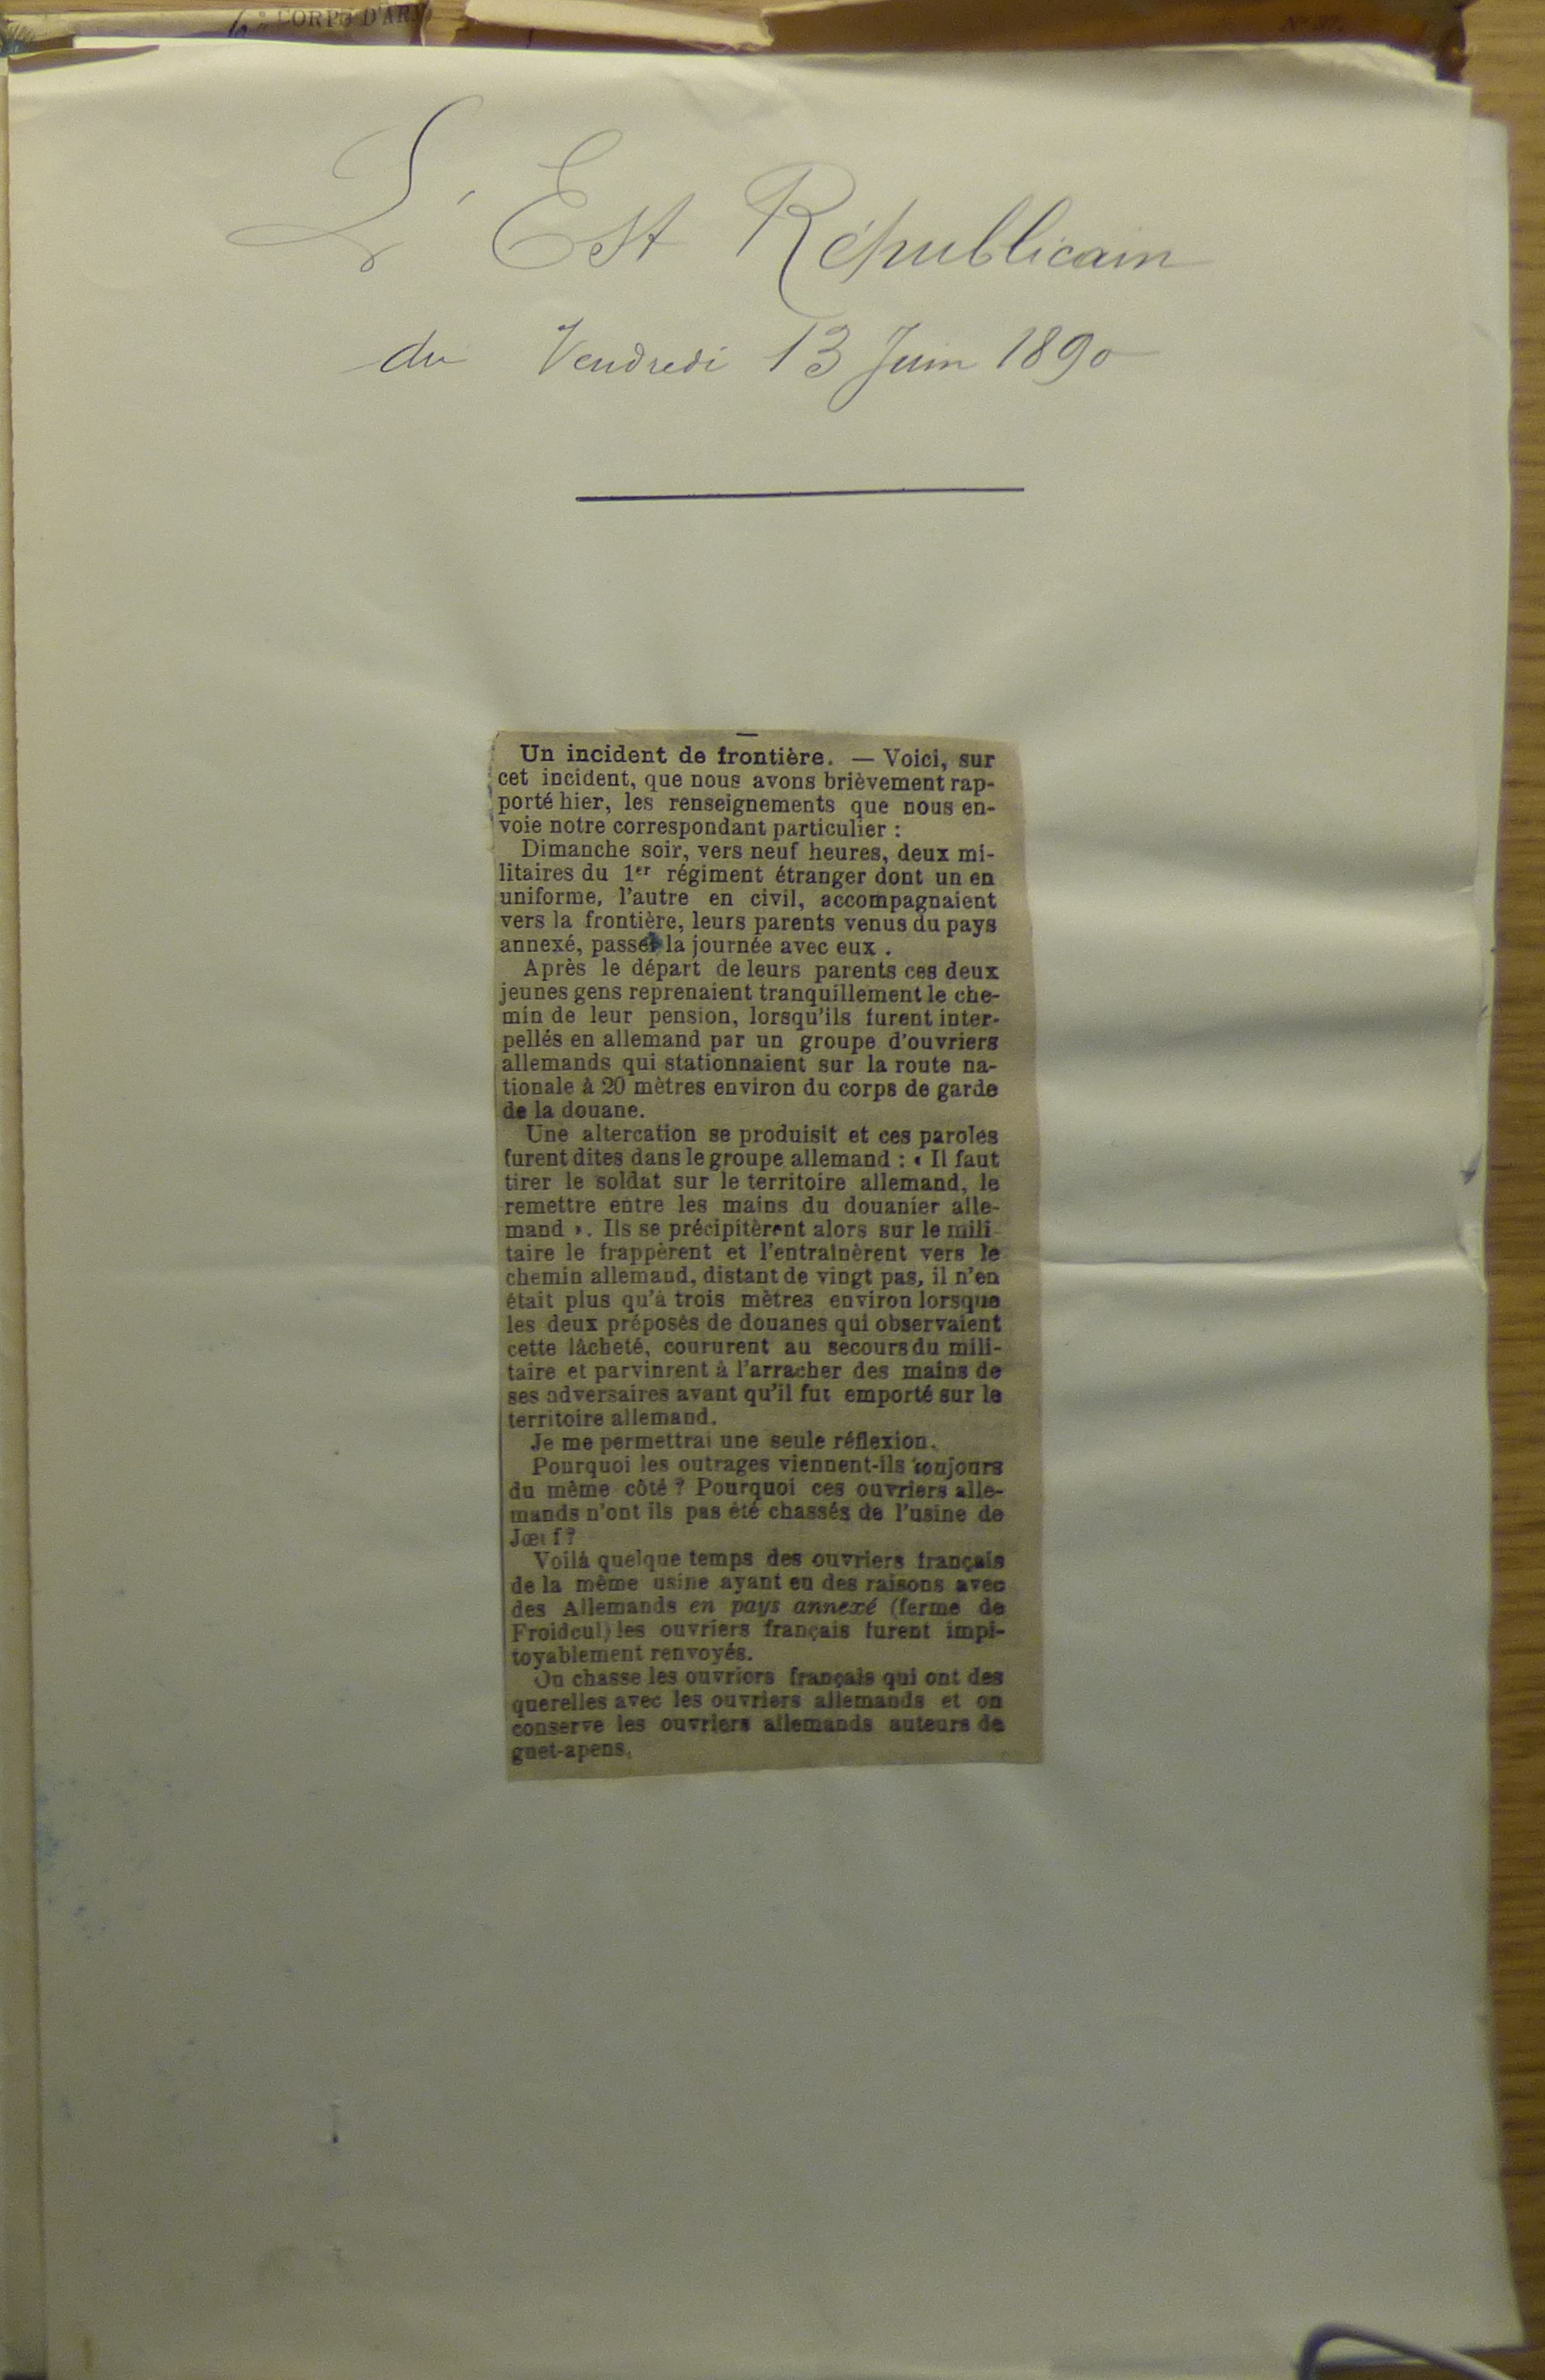 6e CORPS D'AR
L'Est Républicain
du Vendredi 13 Juin 1890
Un incident de frontière. — Voici, sur
cet incident, que nous avons brièvement rap-
porté hier, les renseignements que nous en-
voie notre correspondant particulier :
Dimanche soir, vers neuf heures, deux mi-
litaires du 1er régiment étranger dont un en
uniforme, l'autre en civil, accompagnaient
vers la frontière, leurs parents venus du pays
annexé, passer la journée avec eux .
Après le départ de leurs parents ces deux
jeunes gens reprenaient tranquillement le che-
min de leur pension, lorsqu'ils furent inter-
pellés en allemand par un groupe d'ouvriers
allemands qui stationnaient sur la route na-
tionale à 20 mètres environ du corps de garde
de la douane.
Une altercation se produisit et ces paroles
furent dites dans le groupe allemand : « Il faut
tirer le soldat sur le territoire allemand, le
remettre entre les mains du douanier alle-
mand ». Ils se précipitèrent alors sur le mili-
taire le frappèrent et l'entraînèrent vers le
chemin allemand, distant de vingt pas, il n'en
était plus qu'à trois mètres environ lorsque
les deux préposés de douanes qui observaient
cette lâcheté, coururent au secours du mili-
taire et parvinrent à l'arracher des mains de
ses adversaires avant qu'il fut emporté sur le
territoire allemand.
Je me permettrai une seule réflexion.
Pourquoi les outrages viennent-ils toujours
du même côté ? Pourquoi ces ouvriers alle-
mands n'ont ils pas été chassés de l'usine de
Jœuf?
Voilà quelque temps des ouvriers français
de la même usine ayant eu des raisons avec
des Allemands en pays annexé (ferme de
Froidcul) les ouvriers français furent impi-
toyablement renvoyés.
On chasse les ouvriers français qui ont des
querelles avec les ouvriers allemands et on
conserve les ouvriers allemands auteurs de
guet-apens.